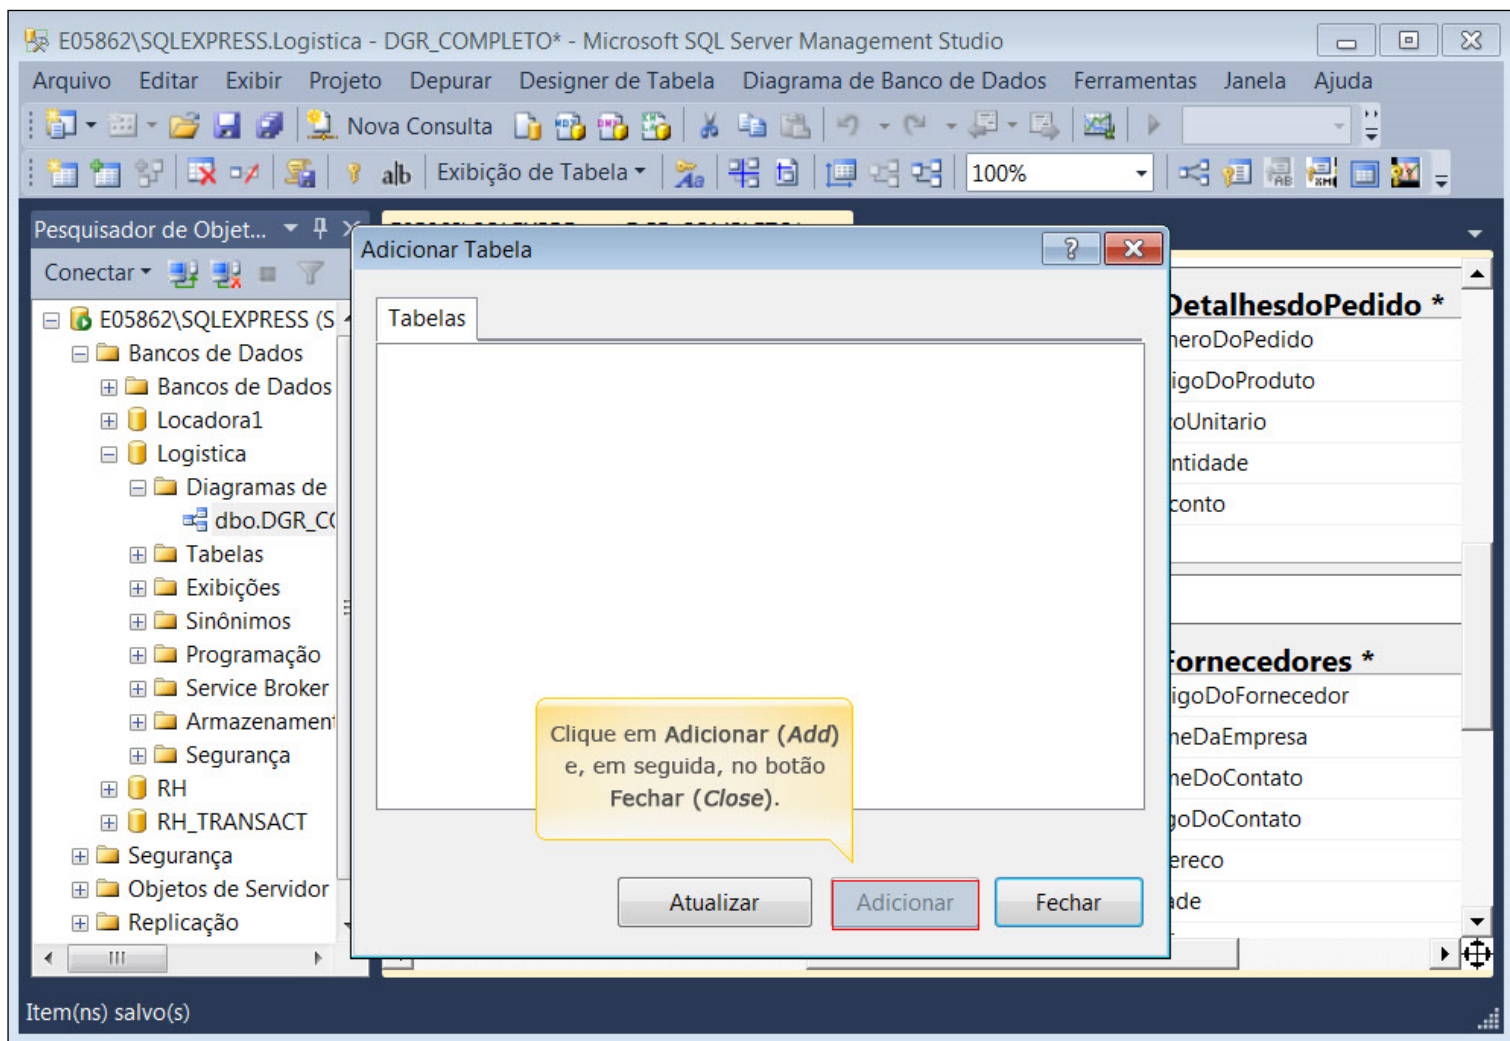 E05862\SQLEXPRESS.Logistica - DGR_COMPLETO* - Microsoft SQL Server Management Studio
Arquivo Editar Exibir Projeto Depurar Designer de Tabela Diagrama de Banco de Dados Ferramentas Janela Ajuda
Nova Consulta
Exibição de Tabela 100%
Pesquisador de Objet...
Conectar
E05862\SQLEXPRESS (S
Bancos de Dados
Bancos de Dados
Locadora1
Logistica
Diagramas de
dbo.DGR_C
Tabelas
Exibições
Sinônimos
Programação
Service Broker
Armazenament
Segurança
RH
RH_TRANSACT
Segurança
Objetos de Servidor
Replicação
Adicionar Tabela
Tabelas
Clique em Adicionar (Add)
e, em seguida, no botão
Fechar (Close).
Atualizar Adicionar Fechar
DetalhesdoPedido *
neroDoPedido
igoDoProduto
oUnitario
ntidade
conto
ornecedores *
igoDoFornecedor
neDaEmpresa
neDoContato
goDoContato
ereco
ade
Item(ns) salvo(s)